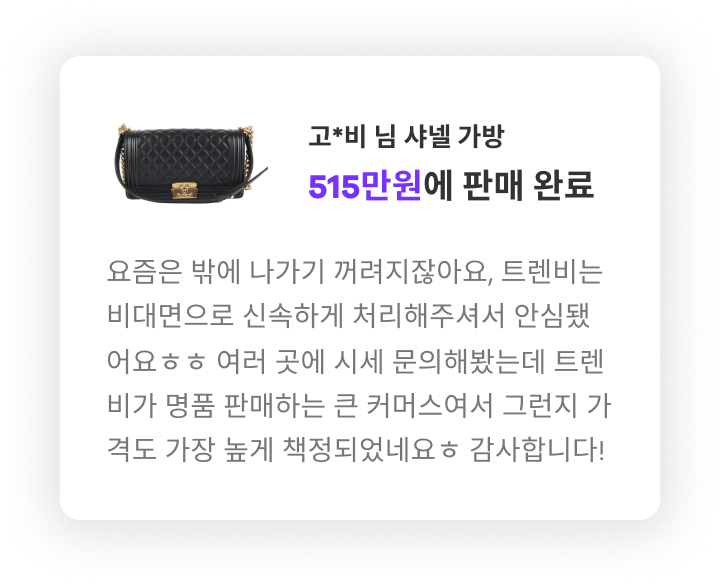 고*비 님 샤넬 가방
515만원에 판매 완료
요즘은 밖에 나가기 꺼려지잖아요, 트렌비는
비대면으로 신속하게 처리해주셔서 안심됐
어요ㅎㅎ 여러 곳에 시세 문의해봤는데 트렌
비가 명품 판매하는 큰 커머스여서 그런지 가
격도 가장 높게 책정되었네요ㅎ 감사합니다!